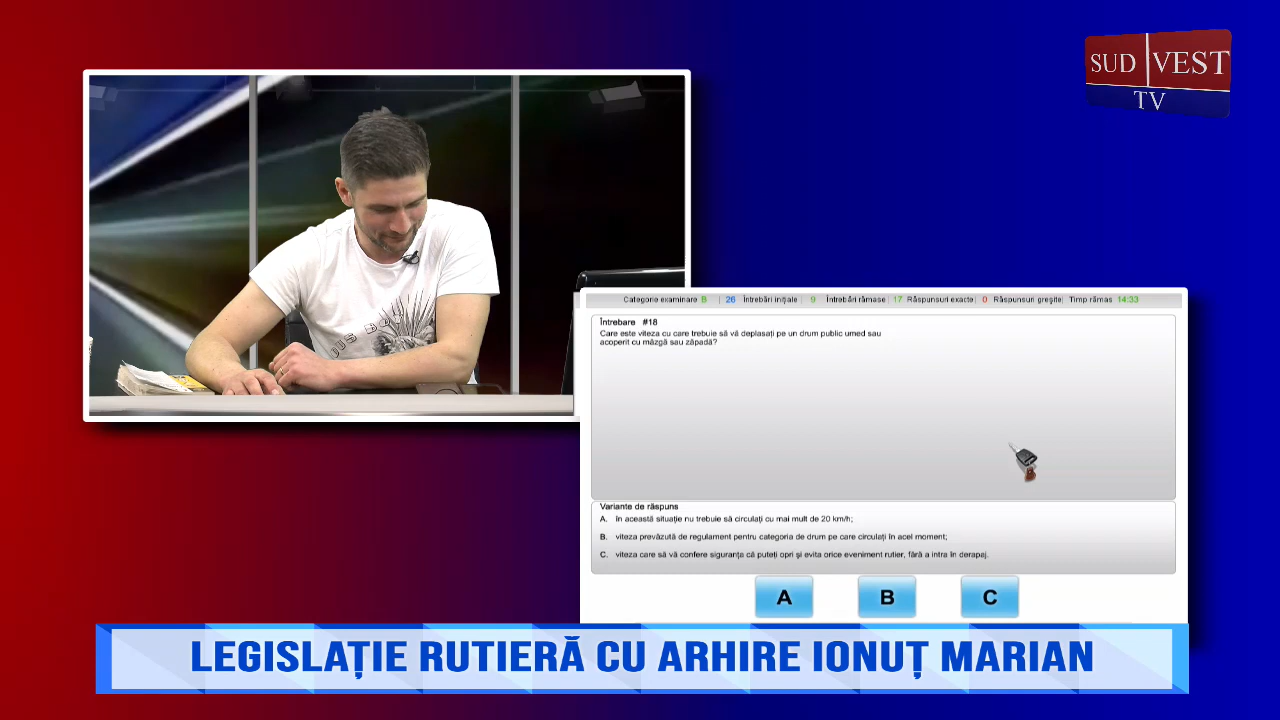 SUD VEST
TV
JUS BOY
Categorie examinare B | 26 Întrebări inițiale | 9 Întrebări rămase | 17 Răspunsuri exacte | 0 Răspunsuri greșite | Timp rămas 14:33
Întrebare #18
Care este viteza cu care trebuie să vă deplasați pe un drum public umed sau
acoperit cu mâzgă sau zăpadă?
Variante de răspuns
A. în această situație nu trebuie să circulați cu mai mult de 20 km/h;
B. viteza prevăzută de regulament pentru categoria de drum pe care circulați în acel moment;
C. viteza care să vă confere siguranța că puteți opri și evita orice eveniment rutier, fără a intra în derapaj.
A B C
LEGISLAȚIE RUTIERĂ CU ARHIRE IONUȚ MARIAN